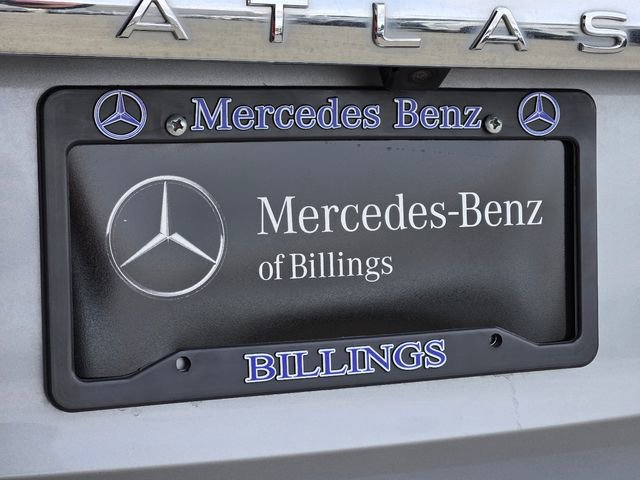 ATLAS
Mercedes Benz
Mercedes-Benz
of Billings
BILLINGS